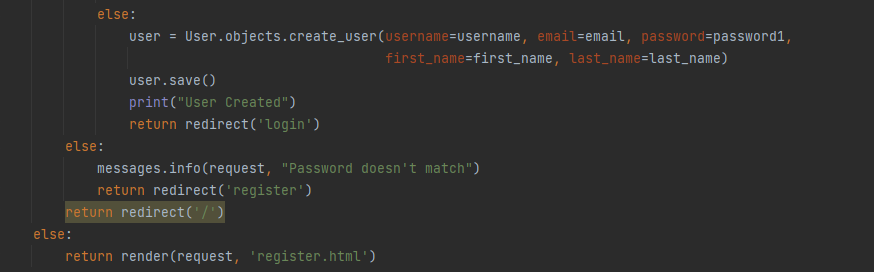 else:
user = User.objects.create_user(username=username, email=email, password=password1,
first_name=first_name, last_name=last_name)
user.save()
print("User Created")
return redirect('login')
else:
messages.info(request, "Password doesn't match")
return redirect('register')
return redirect('/')
else:
return render(request, 'register.html')